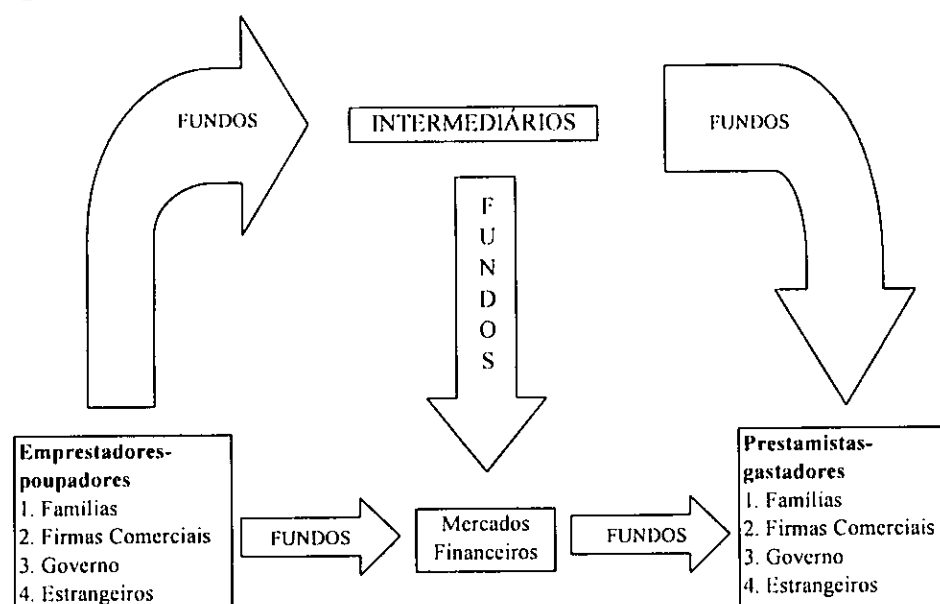 FUNDOS
INTERMEDIÁRIOS
FUNDOS
F
U
N
D
O
S
Emprestadores-
poupadores
1. Famílias
2. Firmas Comerciais
3. Governo
4. Estrangeiros
FUNDOS
Mercados
Financeiros
FUNDOS
Prestamistas-
gastadores
1. Famílias
2. Firmas Comerciais
3. Governo
4. Estrangeiros